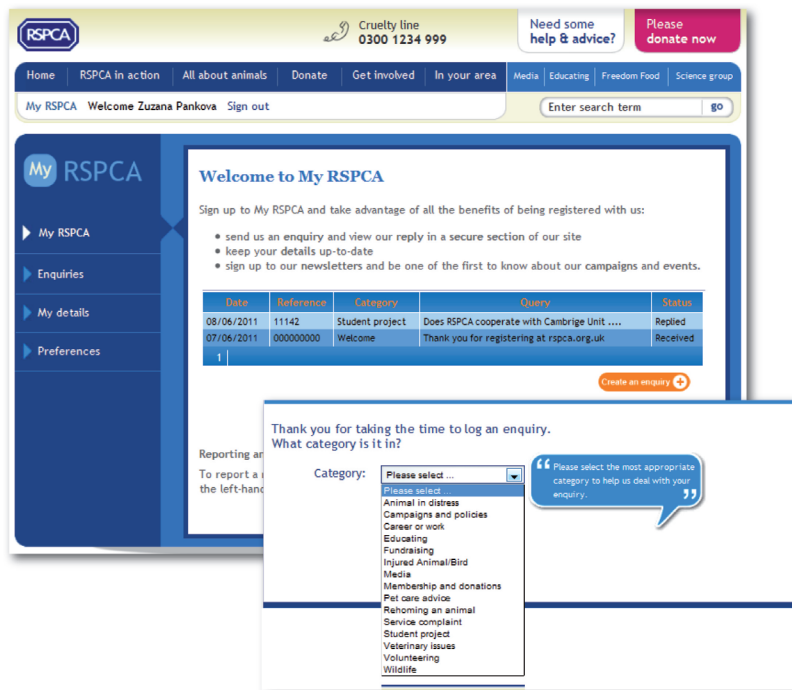 RSPCA
Cruelty line
0300 1234 999
Need some
help & advice?
Please
donate now
Home RSPCA in action All about animals Donate Get involved In your area Media Educating Freedom Food Science group
My RSPCA Welcome Zuzana Pankova Sign out
Enter search term go
My RSPCA
My RSPCA
Enquiries
My details
Preferences
Welcome to My RSPCA
Sign up to My RSPCA and take advantage of all the benefits of being registered with us:
• send us an enquiry and view our reply in a secure section of our site
• keep your details up-to-date
• sign up to our newsletters and be one of the first to know about our campaigns and events.
Date Reference Category Query Status
08/06/2011 11142 Student project Does RSPCA cooperate with Cambrige Unit .... Replied
07/06/2011 000000000 Welcome Thank you for registering at rspca.org.uk Received
1
Create an enquiry
Reporting an
To report a
the left-hand
Thank you for taking the time to log an enquiry.
What category is it in?
Category: Please select ...
Please select ...
Animal in distress
Campaigns and policies
Career or work
Educating
Fundraising
Injured Animal/Bird
Media
Membership and donations
Pet care advice
Rehoming an animal
Service complaint
Student project
Veterinary issues
Volunteering
Wildlife
“ Please select the most appropriate
category to help us deal with your
enquiry. ”